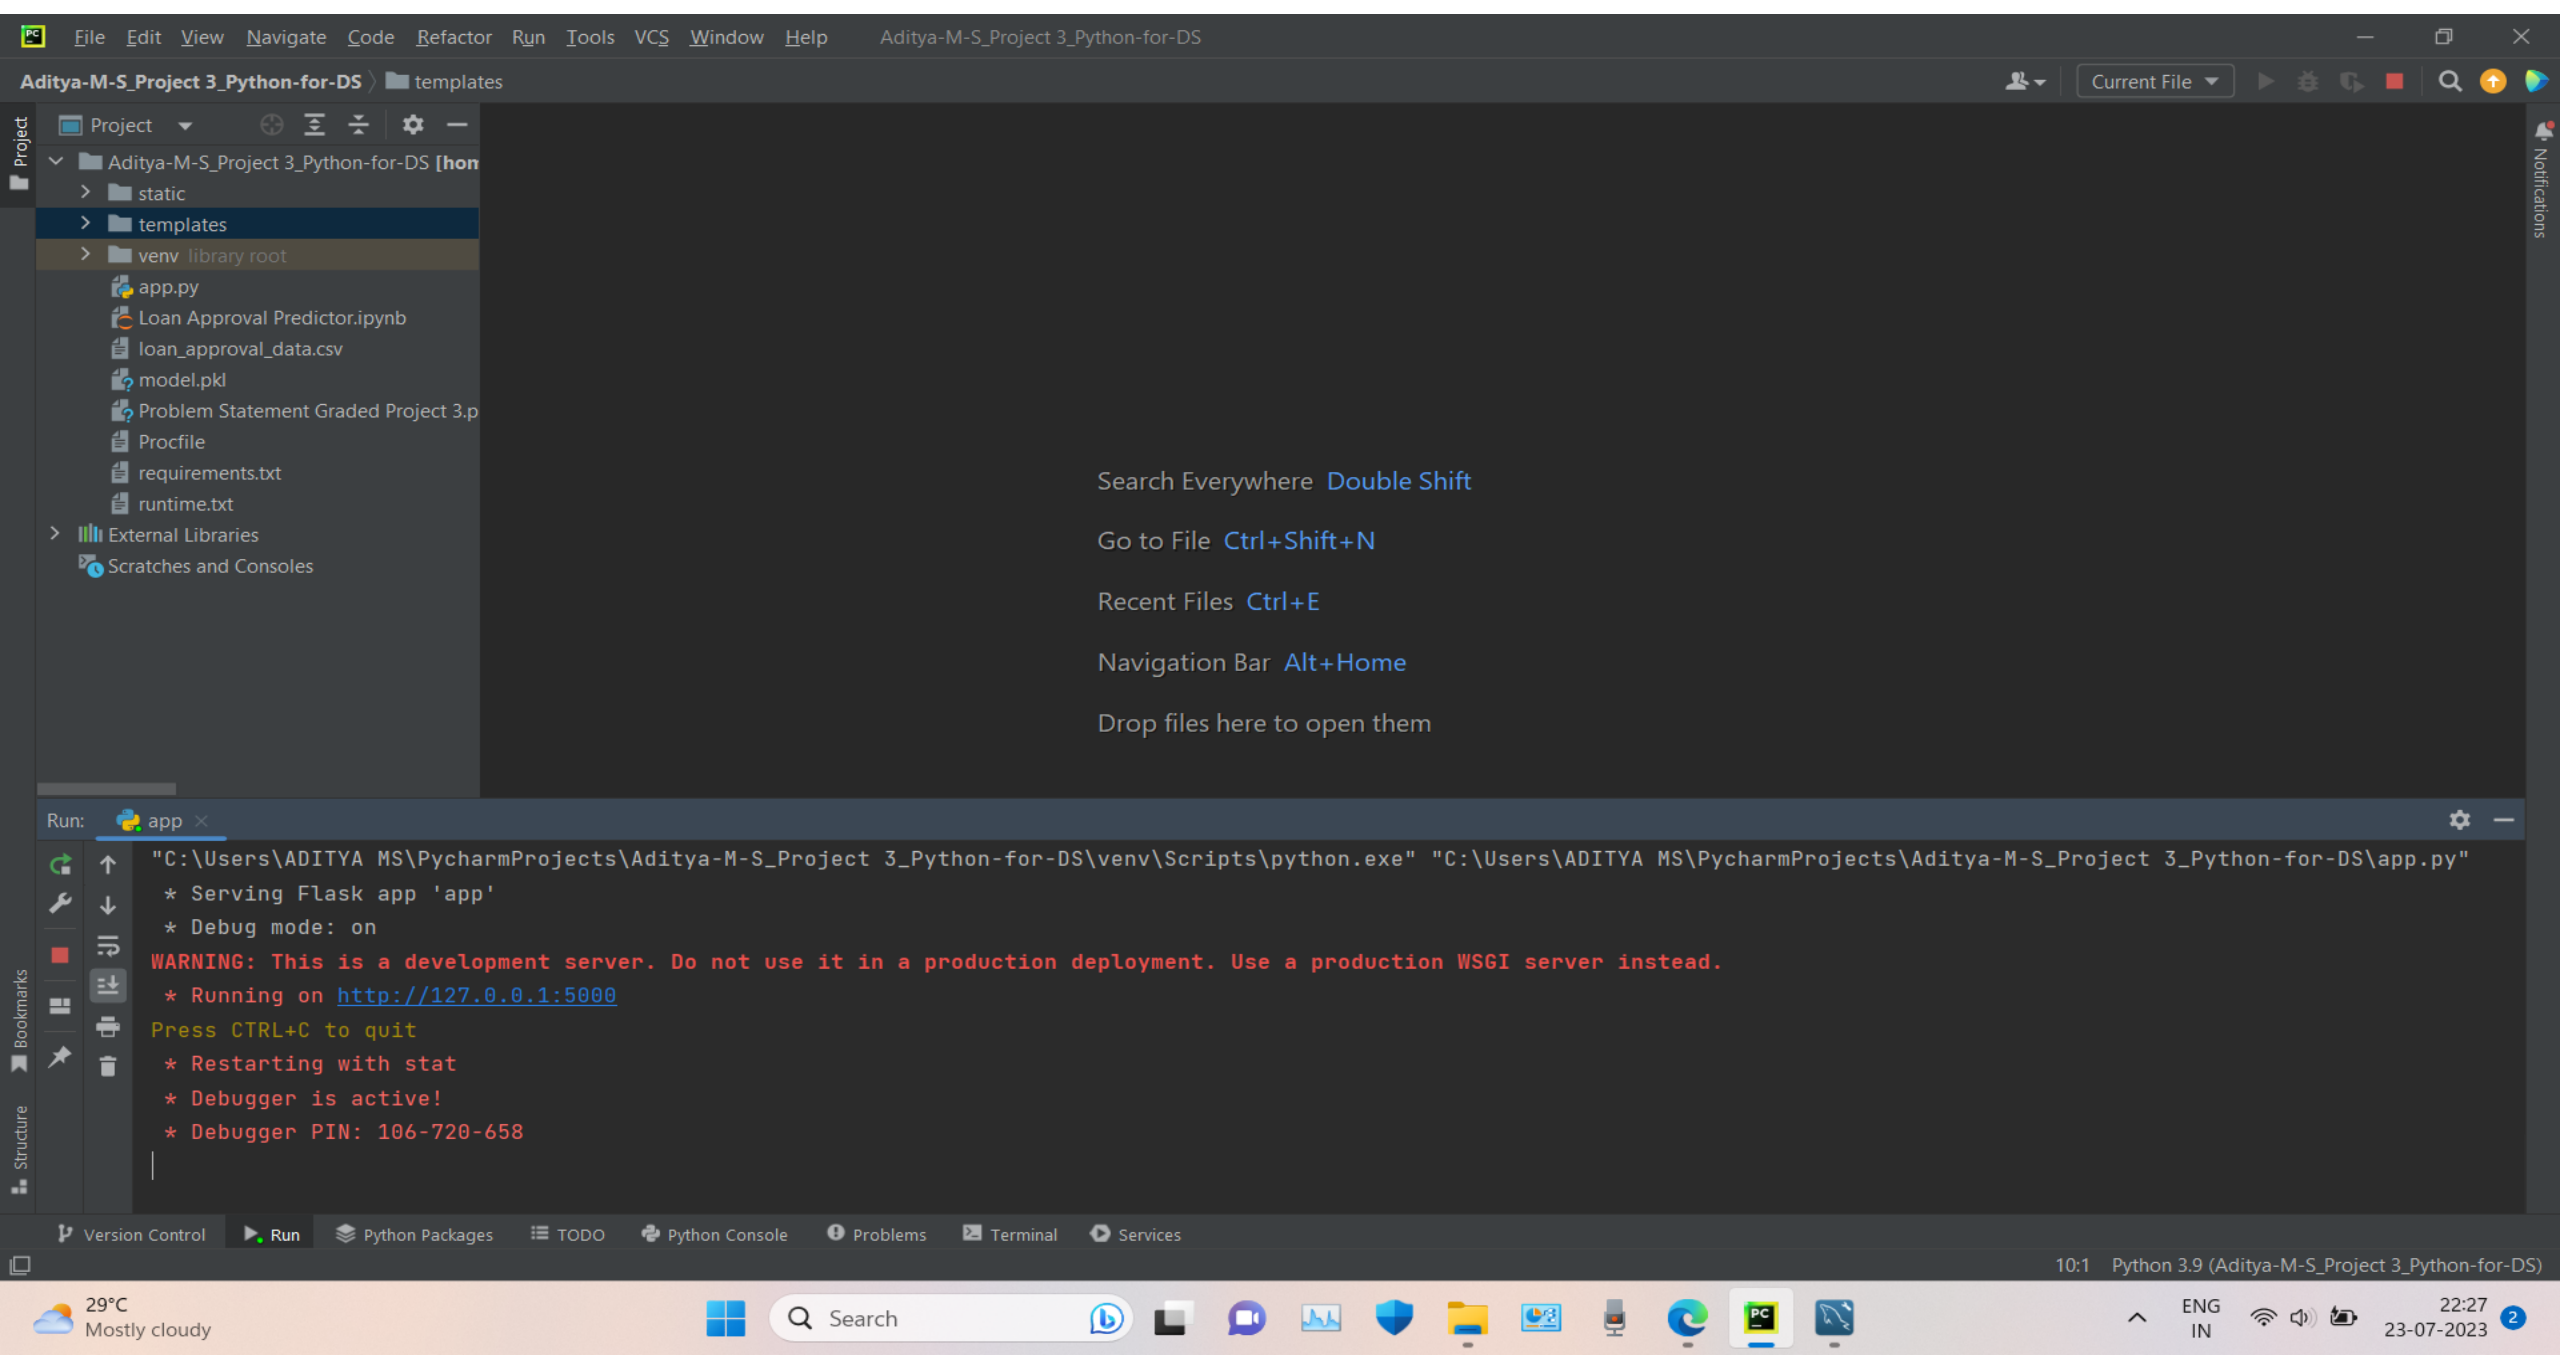 PC File Edit View Navigate Code Refactor Run Tools VCS Window Help Aditya-M-S_Project 3_Python-for-DS
Aditya-M-S_Project 3_Python-for-DS templates Current File
Project
Project
Notifications
Aditya-M-S_Project 3_Python-for-DS [hom
static
templates
venv library root
app.py
Loan Approval Predictor.ipynb
loan_approval_data.csv
model.pkl
Problem Statement Graded Project 3.p
Procfile
requirements.txt
runtime.txt
External Libraries
Scratches and Consoles
Search Everywhere Double Shift
Go to File Ctrl+Shift+N
Recent Files Ctrl+E
Navigation Bar Alt+Home
Drop files here to open them
Run: app
"C:\Users\ADITYA MS\PycharmProjects\Aditya-M-S_Project 3_Python-for-DS\venv\Scripts\python.exe" "C:\Users\ADITYA MS\PycharmProjects\Aditya-M-S_Project 3_Python-for-DS\app.py"
* Serving Flask app 'app'
* Debug mode: on
WARNING: This is a development server. Do not use it in a production deployment. Use a production WSGI server instead.
* Running on http://127.0.0.1:5000
Press CTRL+C to quit
* Restarting with stat
* Debugger is active!
* Debugger PIN: 106-720-658
Bookmarks
Structure
Version Control Run Python Packages TODO Python Console Problems Terminal Services
10:1 Python 3.9 (Aditya-M-S_Project 3_Python-for-DS)
29°C
Mostly cloudy
Search
PC
ENG
IN
22:27
23-07-2023
2